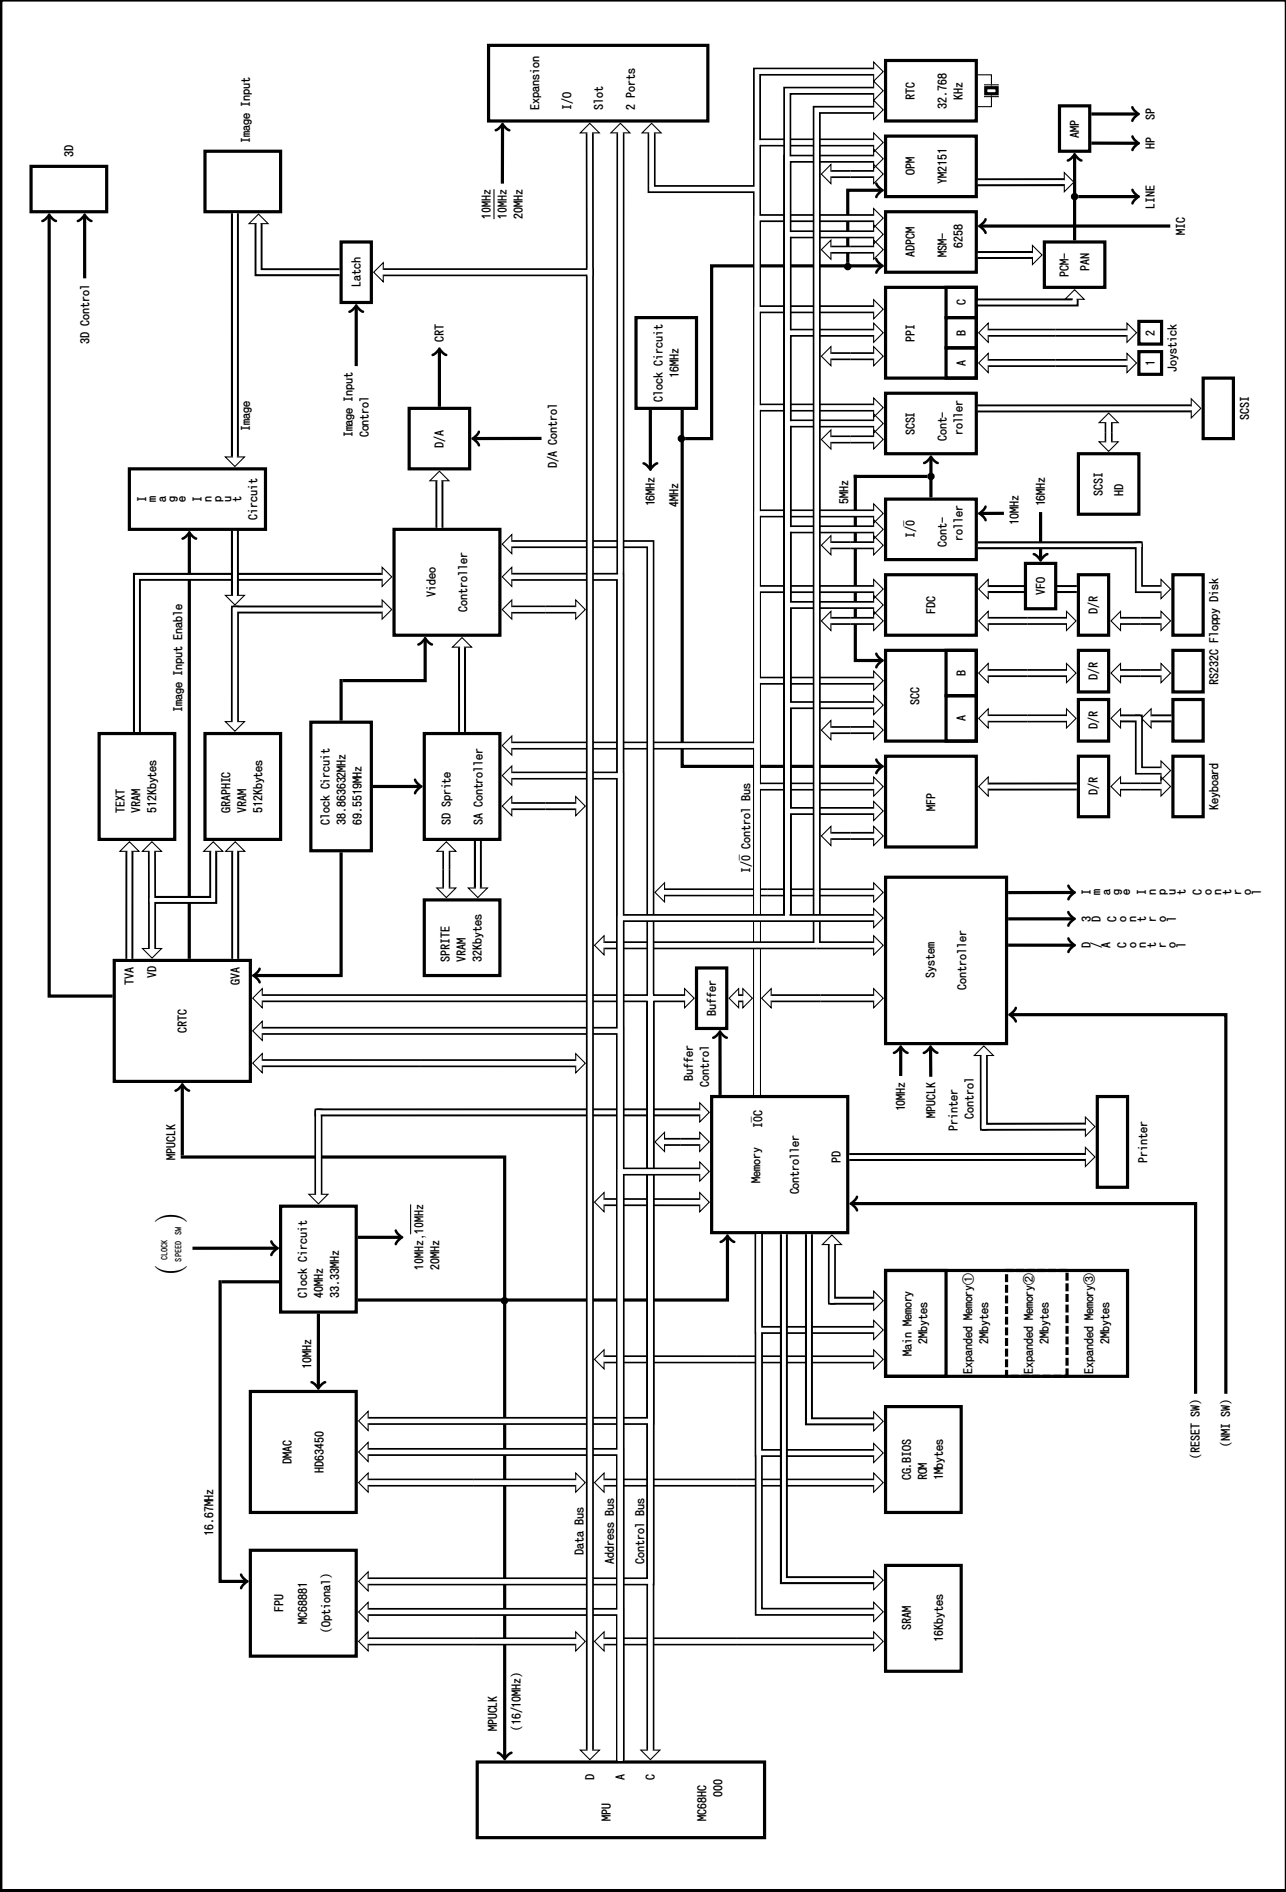 MPU
D
A
C
MC68HC
000
MPUCLK
(16/10MHz)
FPU
MC68881
(Optional)
16.67MHz
DMAC
HD63450
10MHz
Clock Circuit
40MHz
33.33MHz
(CLOCK
SPEED SW)
10MHz,10MHz
20MHz
MPUCLK
Data Bus
Address Bus
Control Bus
SRAM
16Kbytes
CG.BIOS
ROM
1Mbytes
Main Memory
2Mbytes
Expanded Memory①
2Mbytes
Expanded Memory②
2Mbytes
Expanded Memory③
2Mbytes
(RESET SW)
(NMI SW)
Memory
Controller
IOC
PD
Buffer
Control
Buffer
Printer
Printer
Control
MPUCLK
10MHz
System
Controller
D/A Control
3D Control
Image Input Control
CRTC
TVA
VD
GVA
TEXT
VRAM
512Kbytes
GRAPHIC
VRAM
512Kbytes
Image Input Enable
Clock Circuit
38.863632MHz
69.5519MHz
SPRITE
VRAM
32Kbytes
SD Sprite
SA Controller
Video
Controller
Image Input
Circuit
Image
D/A
D/A Control
CRT
Image Input
Control
Latch
Image Input
3D
3D Control
Expansion
I/O
Slot
2 Ports
10MHz
10MHz
20MHz
Clock Circuit
16MHz
16MHz
4MHz
I/O Control Bus
MFP
D/R
Keyboard
SCC
A
B
D/R
D/R
RS232C
FDC
VFO
D/R
Floppy Disk
I/O
Cont-
roller
5MHz
10MHz
16MHz
SCSI
Cont-
roller
SCSI
HD
SCSI
PPI
A
B
C
1
2
Joystick
ADPCM
MSM-
6258
PCM-
PAN
MIC
OPM
YM2151
LINE
AMP
HP
SP
RTC
32.768
KHz